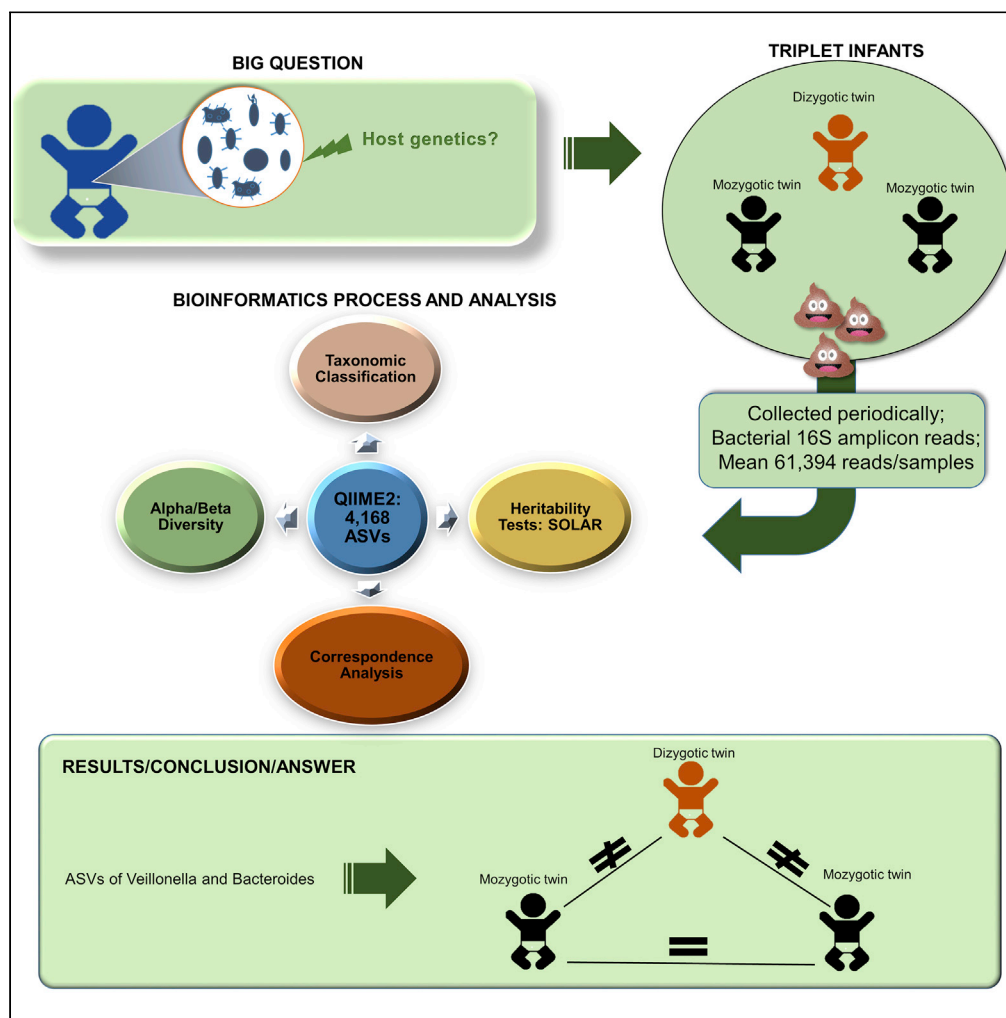 BIG QUESTION
Host genetics?
TRIPLET INFANTS
Dizygotic twin
Mozygotic twin
Mozygotic twin
Collected periodically;
Bacterial 16S amplicon reads;
Mean 61,394 reads/samples
BIOINFORMATICS PROCESS AND ANALYSIS
Taxonomic
Classification
Alpha/Beta
Diversity
QIIME2:
4,168
ASVs
Heritability
Tests: SOLAR
Correspondence
Analysis
RESULTS/CONCLUSION/ANSWER
ASVs of Veillonella and Bacteroides
Dizygotic twin
≠
≠
Mozygotic twin
Mozygotic twin
=